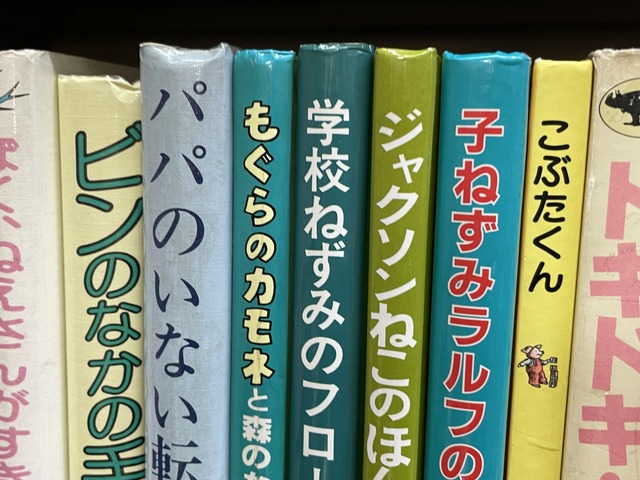 ぼく、ねえさんがすき
ビンのなかの手
パパのいない転
もぐらのカモネと森の
学校ねずみのフロー
ジャクソンねこのほん
子ねずみラルフの
こぶたくん
トキドキ